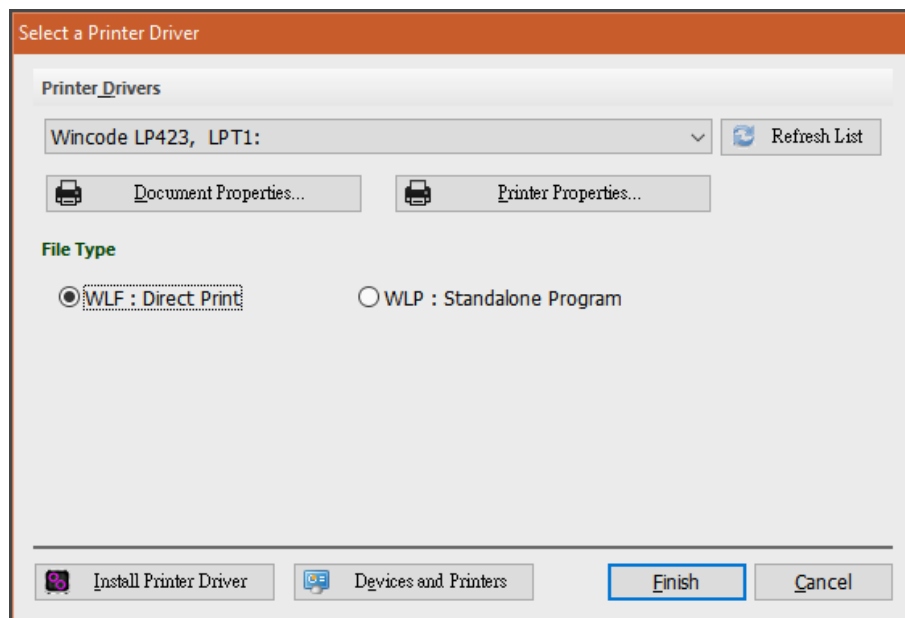 Select a Printer Driver
Printer Drivers
Wincode LP423,  LPT1:
Refresh List
Document Properties...
Printer Properties...
File Type
WLF : Direct Print
WLP : Standalone Program
Install Printer Driver
Devices and Printers
Finish
Cancel